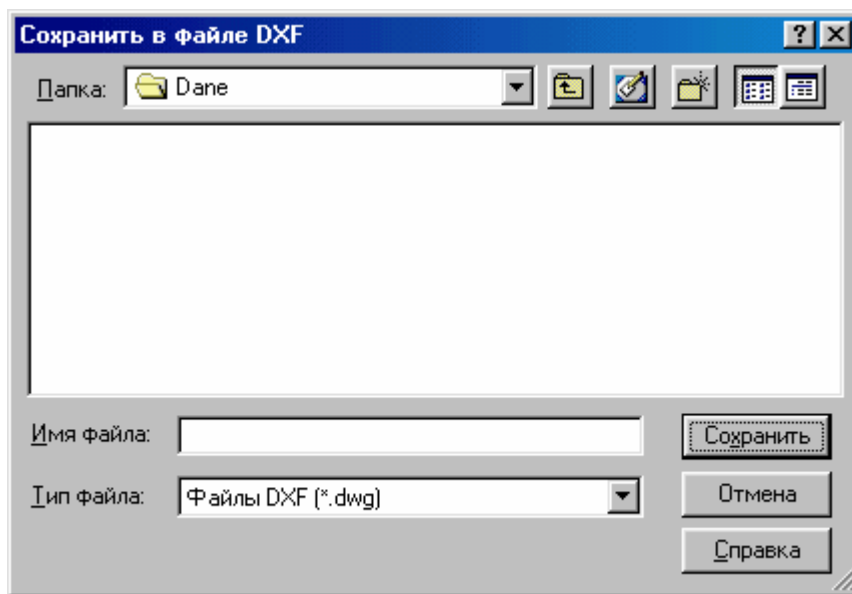 Сохранить в файле DXF
Папка: Dane
Имя файла:
Сохранить
Тип файла: Файлы DXF (*.dwg)
Отмена
Справка